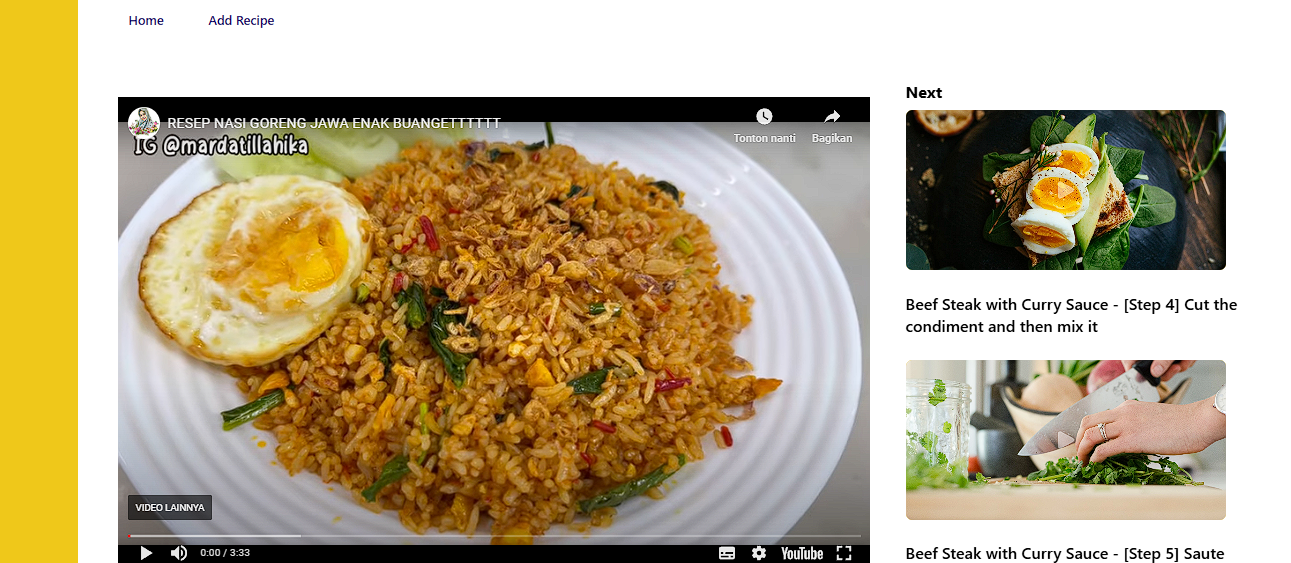 Home
Add Recipe
RESEP NASI GORENG JAWA ENAK BUANGETTTTTT
Tonton nanti
Bagikan
IG @mardatillahika
VIDEO LAINNYA
0:00 / 3:33
YouTube
Next
Beef Steak with Curry Sauce - [Step 4] Cut the
condiment and then mix it
Beef Steak with Curry Sauce - [Step 5] Saute